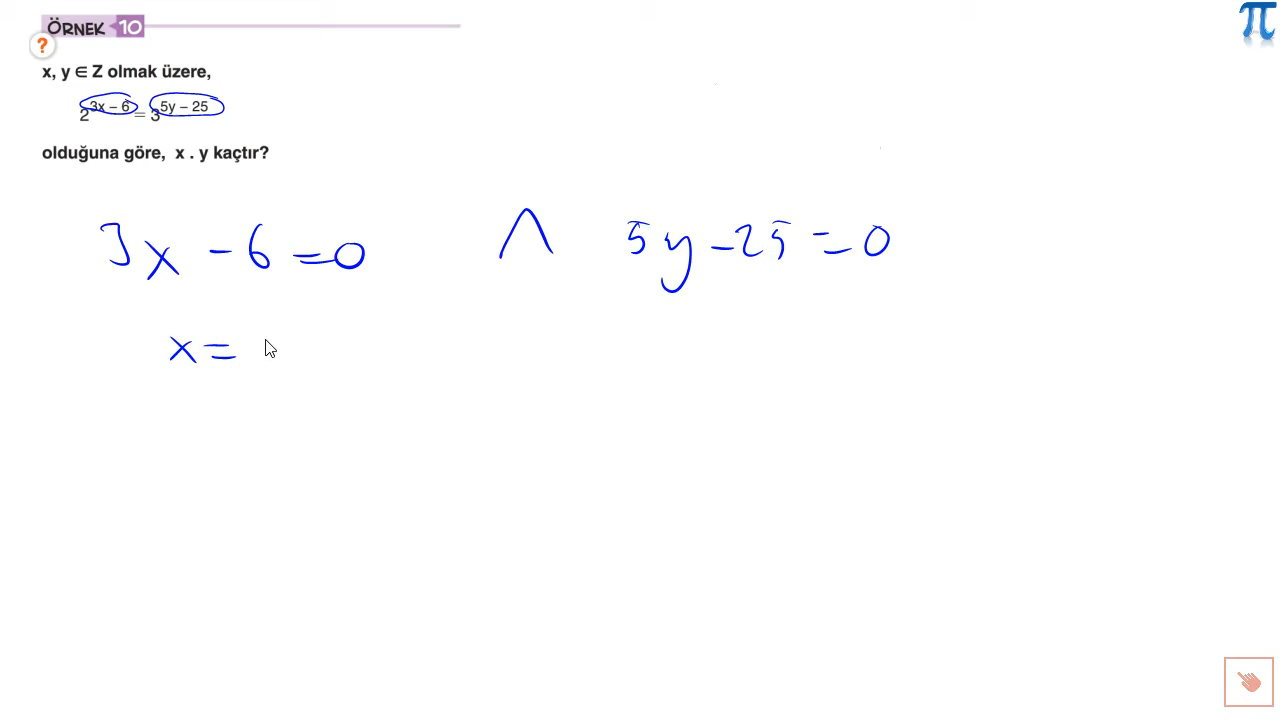 ÖRNEK 10
?
x, y ∈ Z olmak üzere,
2^(3x – 6) = 3^(5y – 25)
olduğuna göre, x . y kaçtır?
3x - 6 = 0 ∧ 5y - 25 = 0
x =
π